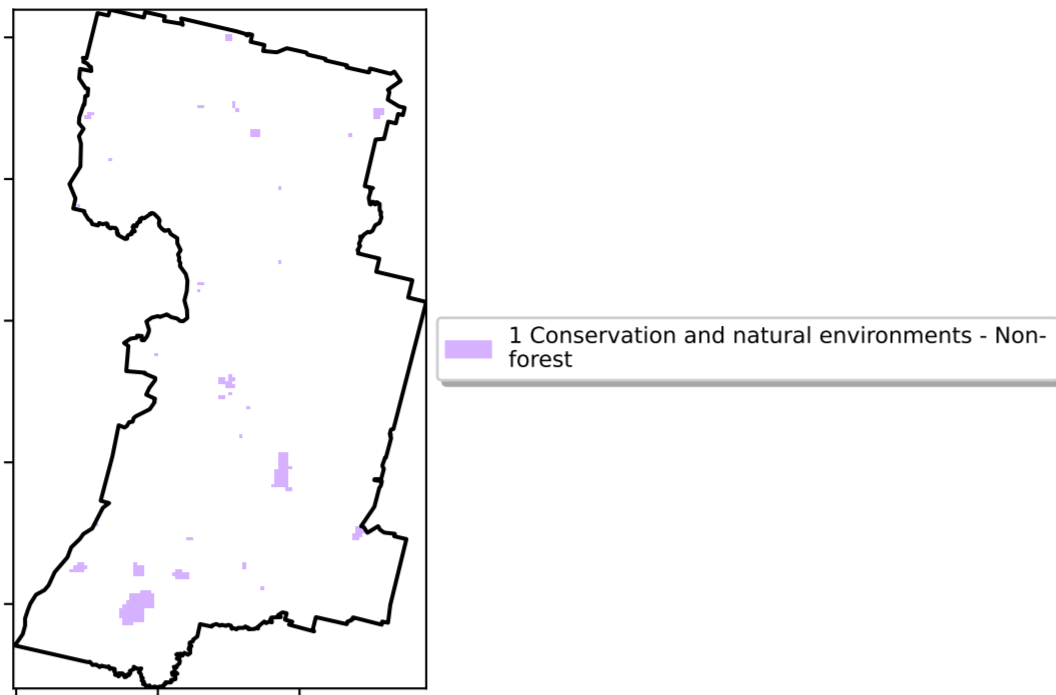 1 Conservation and natural environments - Non-
forest